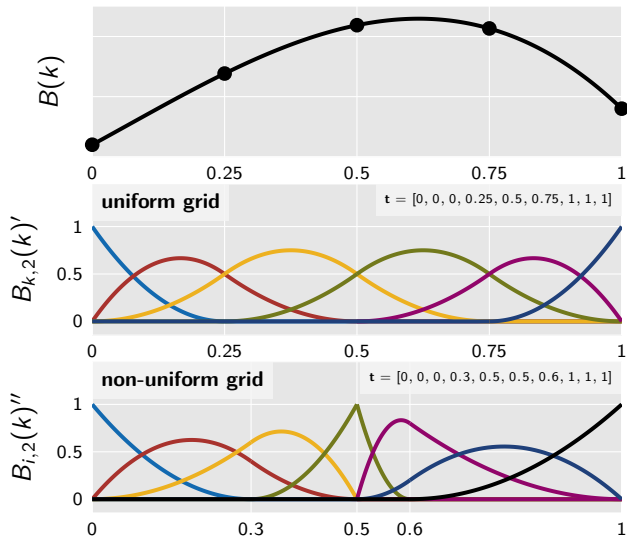 B(k)
0 0.25 0.5 0.75 1
uniform grid
t = [0, 0, 0, 0.25, 0.5, 0.75, 1, 1, 1]
B_{k,2}(k)′
1
0.5
0
0 0.25 0.5 0.75 1
non-uniform grid
t = [0, 0, 0, 0.3, 0.5, 0.5, 0.6, 1, 1, 1]
B_{i,2}(k)″
1
0.5
0
0 0.3 0.5 0.6 1